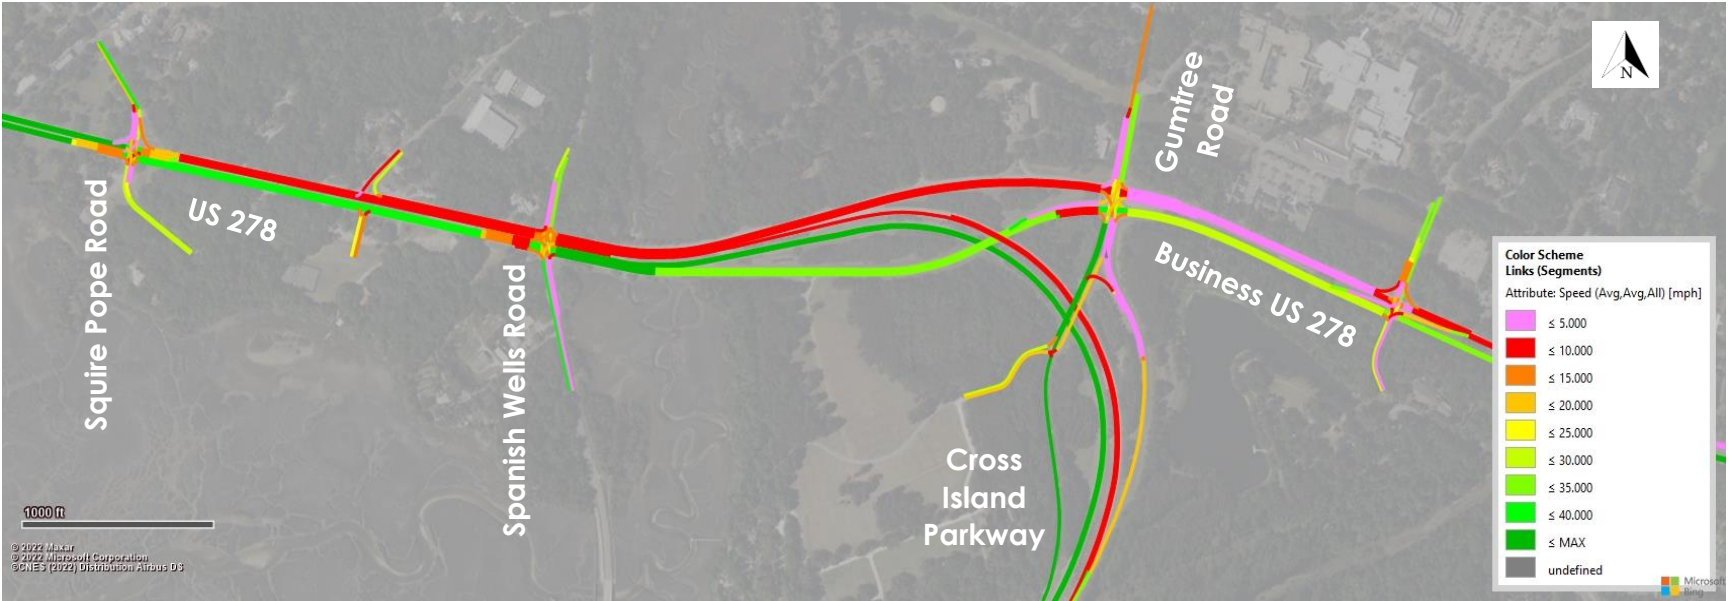 Gumtree
Road
N
Squire Pope Road
US 278
Spanish Wells Road
Business US 278
Cross
Island
Parkway
Color Scheme
Links (Segments)
Attribute: Speed (Avg,Avg,All) [mph]
≤ 5.000
≤ 10.000
≤ 15.000
≤ 20.000
≤ 25.000
≤ 30.000
≤ 35.000
≤ 40.000
≤ MAX
undefined
1000 ft
© 2022 Maxar
© 2022 Microsoft Corporation
©CNES (2022) Distribution Airbus DS
Microsoft
Bing